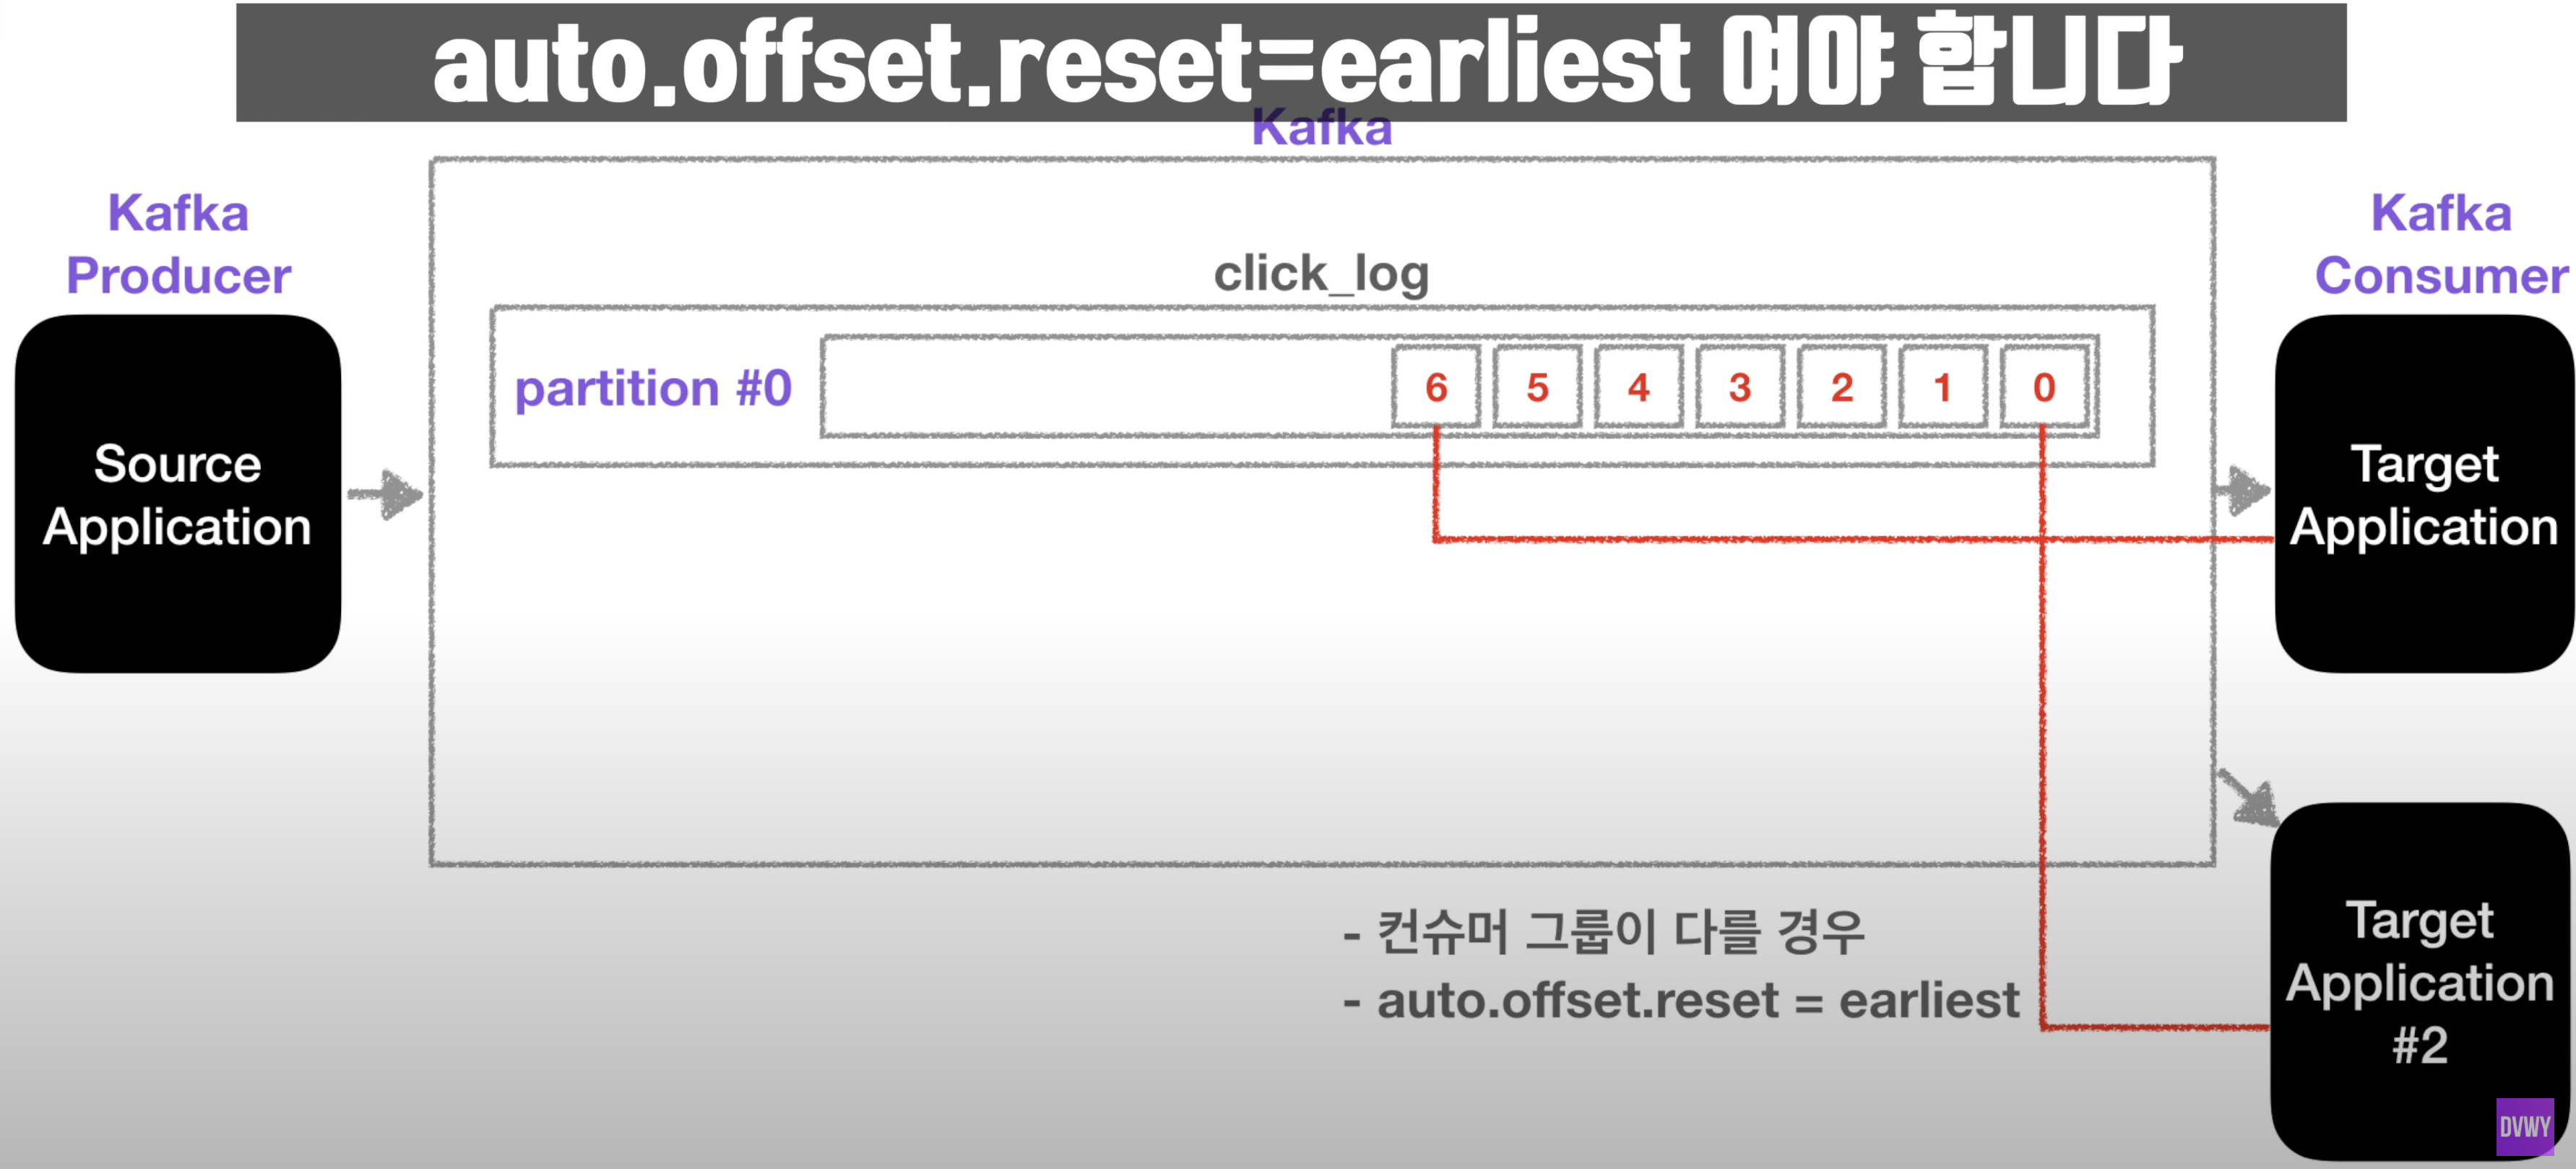 auto.offset.reset=earliest 여야 합니다
Kafka
Kafka
Producer
Source
Application
click_log
partition #0
6 5 4 3 2 1 0
Kafka
Consumer
Target
Application
- 컨슈머 그룹이 다를 경우
- auto.offset.reset = earliest
Target
Application
#2
DVWY